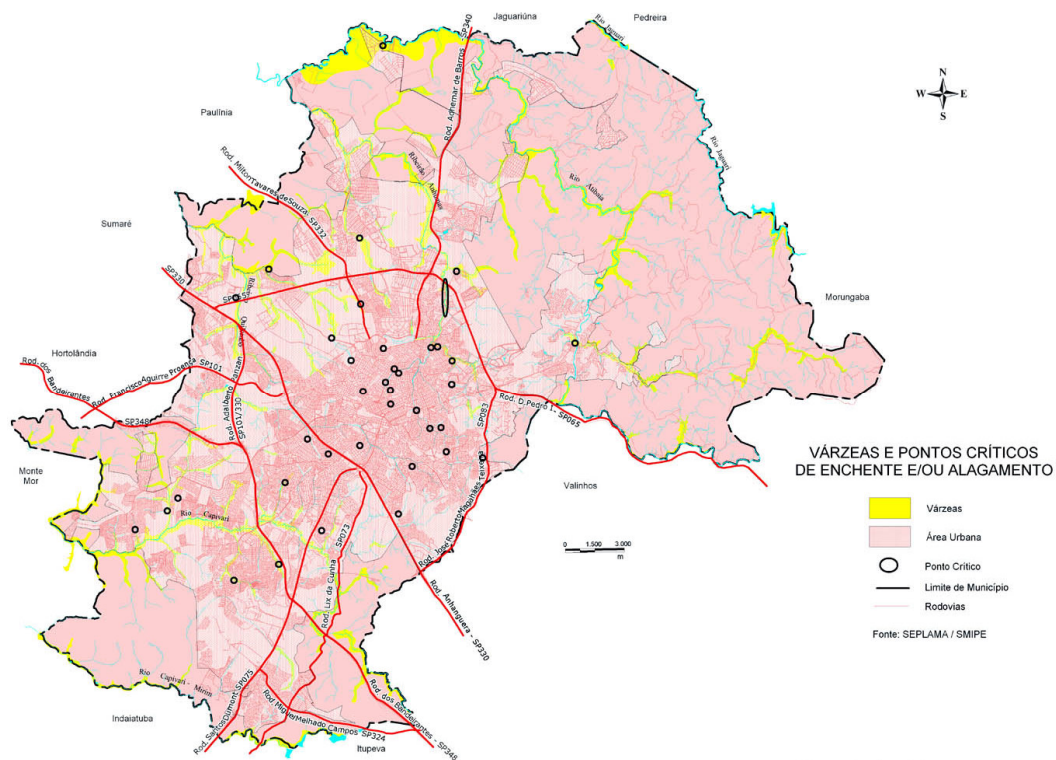 Jaguariúna
Pedreira
Rio Jaguari
Rod. Adhemar de Barros - SP340
N
W E
S
Paulínia
Rod. Milton Tavares de Souza: SP332
Ribeirão Anhumas
Rio Atibaia
Rio Jaguari
Sumaré
SP330
Morungaba
Hortolândia
Rod. dos Bandeirantes
Rod. Francisco Aguirre Proença SP101
SP348
Rod. Adalberto Panzan
SP101/330
Rod. D.Pedro I - SP065
SP083
Monte
Mor
Valinhos
VÁRZEAS E PONTOS CRÍTICOS
DE ENCHENTE E/OU ALAGAMENTO
Várzeas
Área Urbana
Ponto Crítico
Limite de Município
Rodovias
Fonte: SEPLAMA / SMIPE
Rio Capivari
Rod. José Roberto Magalhães Teixeira
0 1.500 3.000
m
SP073
Rod. Lix da Cunha
Rod. Anhanguera - SP330
Rio Capivari - Mirim
Indaiatuba
Rod. Santos Dumont SP075
Rod Miguel Melhado Campos SP324
Rod. dos Bandeirantes - SP348
Itupeva